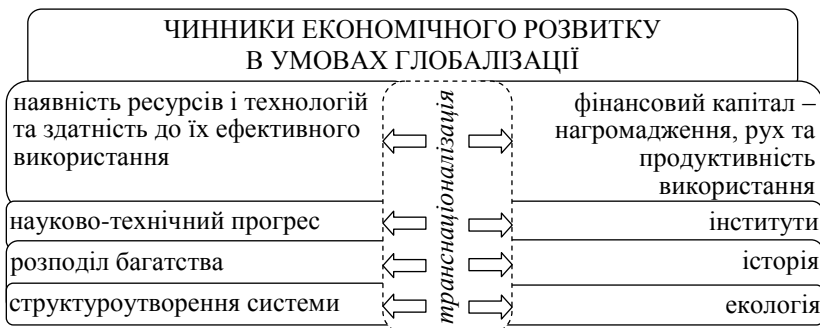 ЧИННИКИ ЕКОНОМІЧНОГО РОЗВИТКУ
В УМОВАХ ГЛОБАЛІЗАЦІЇ
наявність ресурсів і технологій
та здатність до їх ефективного
використання
науково-технічний прогрес
розподіл багатства
структуроутворення системи
транснаціоналізація
фінансовий капітал –
нагромадження, рух та
продуктивність
використання
інститути
історія
екологія